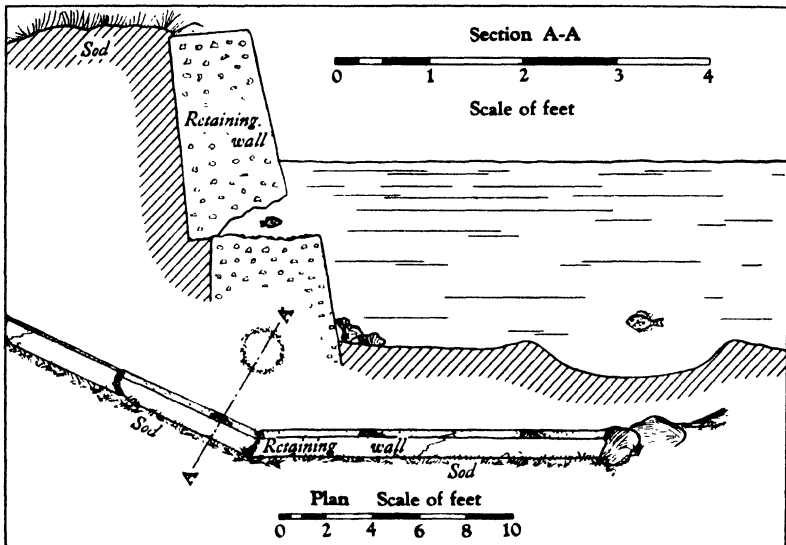 Sod
Section A-A
0 1 2 3 4
Scale of feet
Retaining.
wall
A
A
Sod
Retaining wall
Sod
Plan Scale of feet
0 2 4 6 8 10